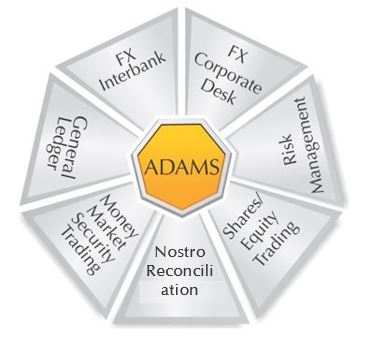 FX
Interbank
FX
Corporate
Desk
Risk
Management
Shares/
Equity
Trading
Nostro
Reconcili
ation
Money
Market
Security
Trading
General
Ledger
ADAMS